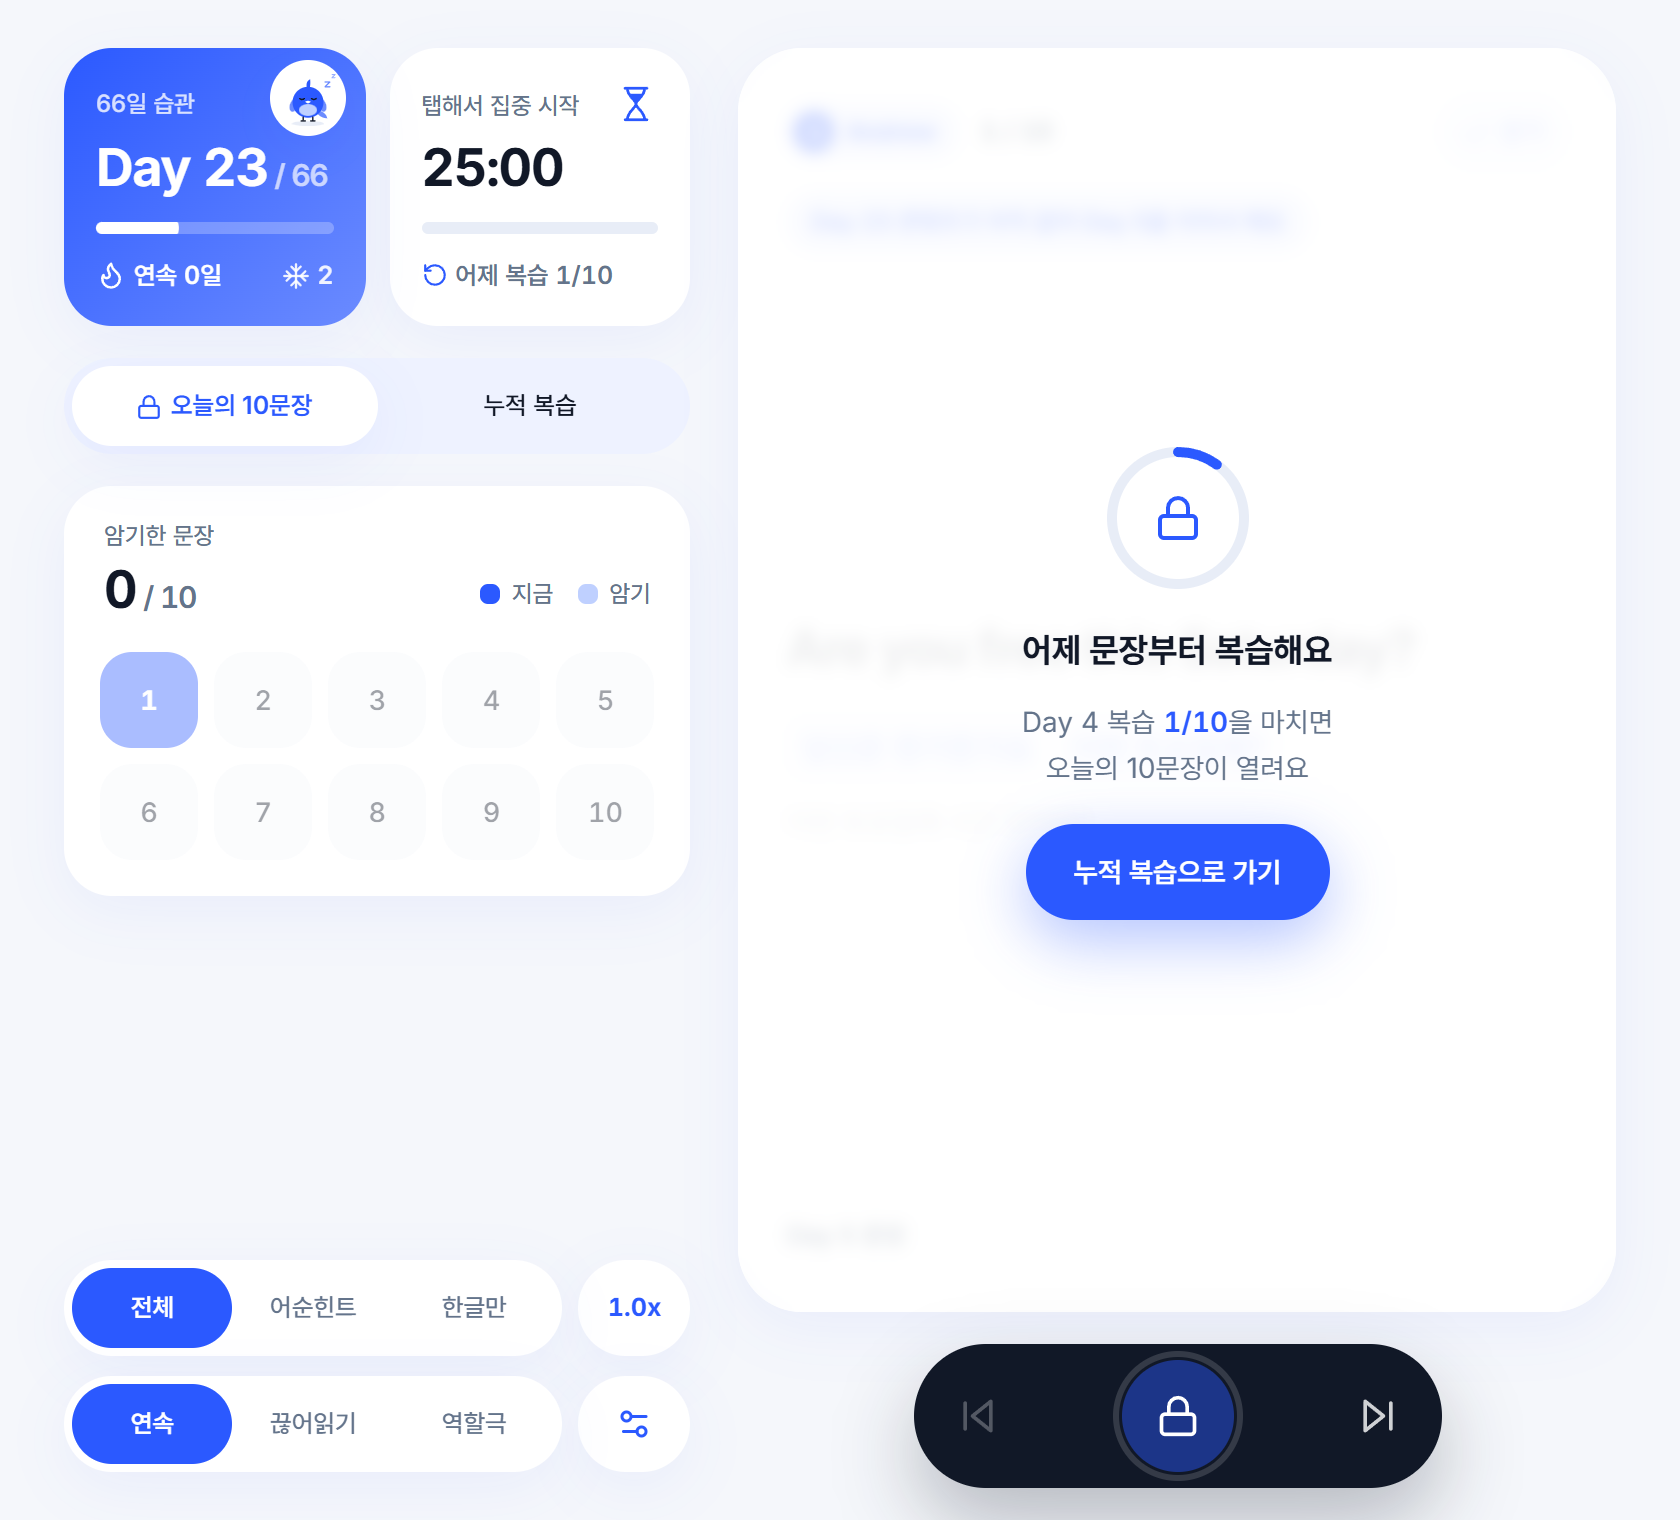 66일 습관
Day 23 / 66
연속 0일
2
탭해서 집중 시작
25:00
어제 복습 1/10
오늘의 10문장
누적 복습
암기한 문장
0 / 10
지금
암기
1
2
3
4
5
6
7
8
9
10
전체
어순힌트
한글만
1.0x
연속
끊어읽기
역할극
어제 문장부터 복습해요
Day 4 복습 1/10을 마치면
오늘의 10문장이 열려요
누적 복습으로 가기